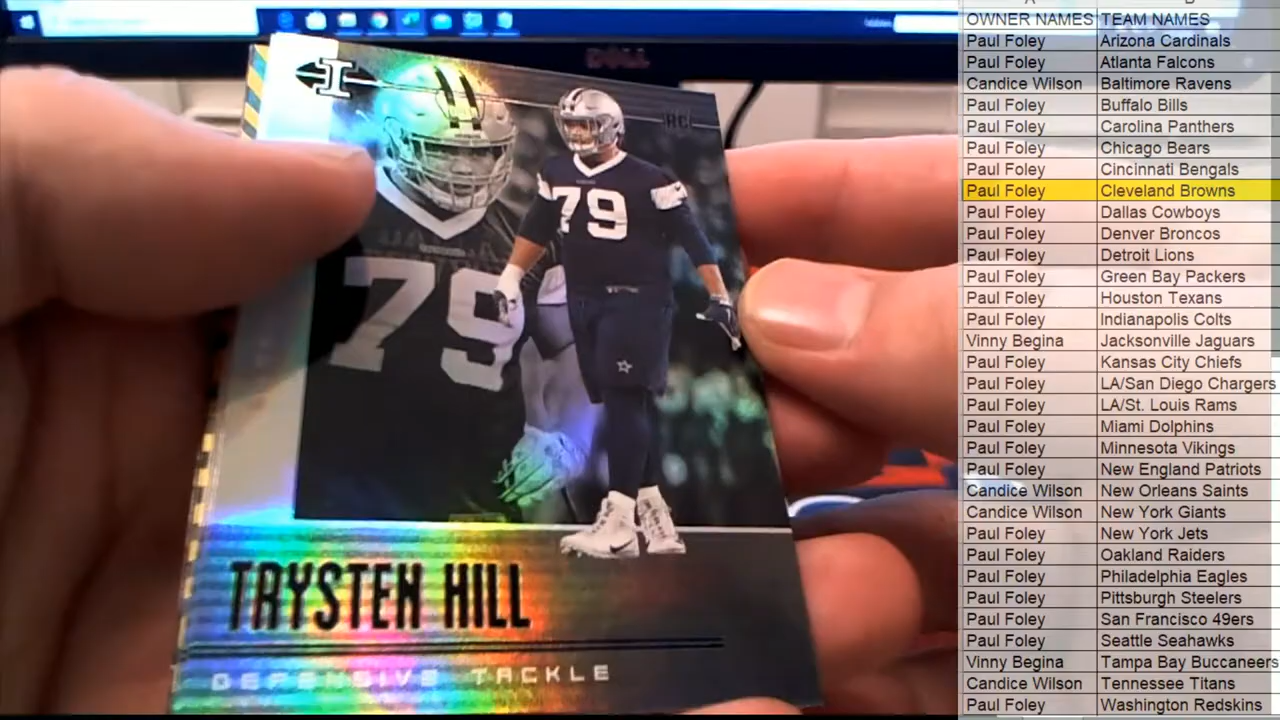 DELL
I
RC
79
79
TRYSTEN HILL
DEFENSIVE TACKLE
OWNER NAMES TEAM NAMES
Paul Foley Arizona Cardinals
Paul Foley Atlanta Falcons
Candice Wilson Baltimore Ravens
Paul Foley Buffalo Bills
Paul Foley Carolina Panthers
Paul Foley Chicago Bears
Paul Foley Cincinnati Bengals
Paul Foley Cleveland Browns
Paul Foley Dallas Cowboys
Paul Foley Denver Broncos
Paul Foley Detroit Lions
Paul Foley Green Bay Packers
Paul Foley Houston Texans
Paul Foley Indianapolis Colts
Vinny Begina Jacksonville Jaguars
Paul Foley Kansas City Chiefs
Paul Foley LA/San Diego Chargers
Paul Foley LA/St. Louis Rams
Paul Foley Miami Dolphins
Paul Foley Minnesota Vikings
Paul Foley New England Patriots
Candice Wilson New Orleans Saints
Candice Wilson New York Giants
Paul Foley New York Jets
Paul Foley Oakland Raiders
Paul Foley Philadelphia Eagles
Paul Foley Pittsburgh Steelers
Paul Foley San Francisco 49ers
Paul Foley Seattle Seahawks
Vinny Begina Tampa Bay Buccaneers
Candice Wilson Tennessee Titans
Paul Foley Washington Redskins